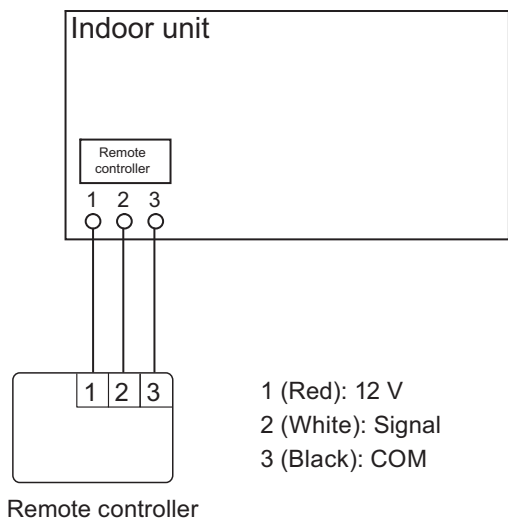 Indoor unit
Remote
controller
1 2 3
1 2 3
1 (Red): 12 V
2 (White): Signal
3 (Black): COM
Remote controller